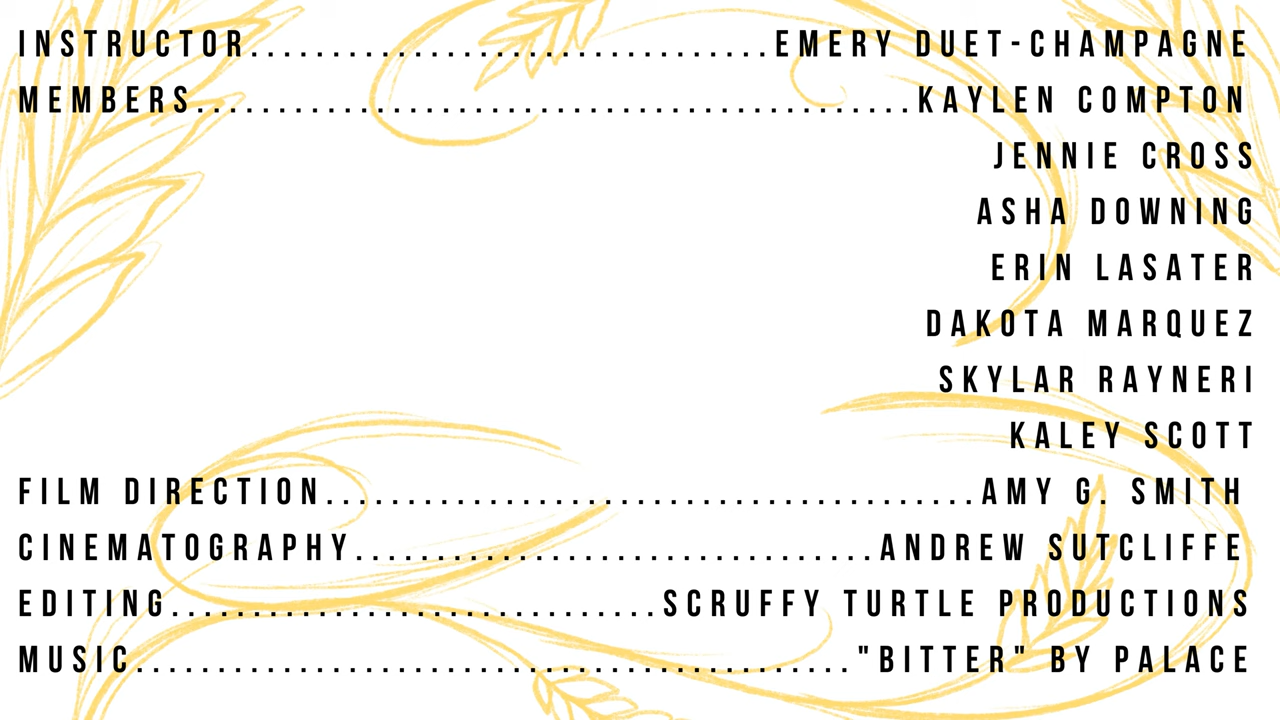 INSTRUCTOR................................EMERY DUET-CHAMPAGNE
MEMBERS............................................KAYLEN COMPTON
JENNIE CROSS
ASHA DOWNING
ERIN LASATER
DAKOTA MARQUEZ
SKYLAR RAYNERI
KALEY SCOTT
FILM DIRECTION........................................AMY G. SMITH
CINEMATOGRAPHY................................ANDREW SUTCLIFFE
EDITING..............................SCRUFFY TURTLE PRODUCTIONS
MUSIC............................................"BITTER" BY PALACE